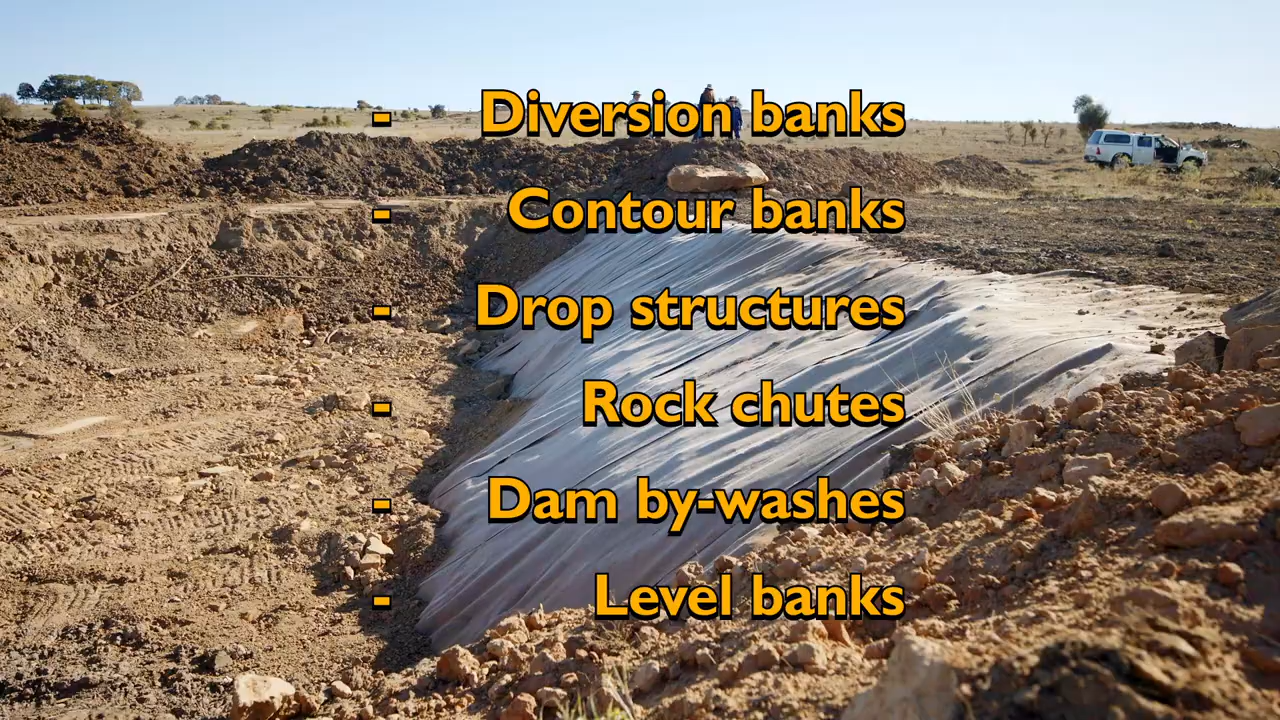 - Diversion banks
- Contour banks
- Drop structures
- Rock chutes
- Dam by-washes
- Level banks